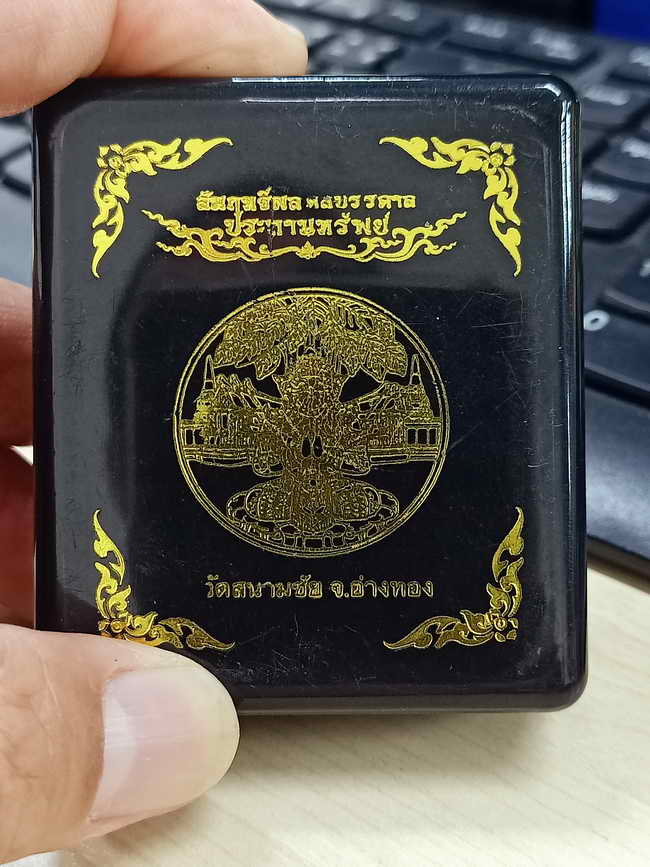 สัมฤทธิ์ผล ดลบรรดาล
ประทานทรัพย์
วัดสนามชัย จ.อ่างทอง